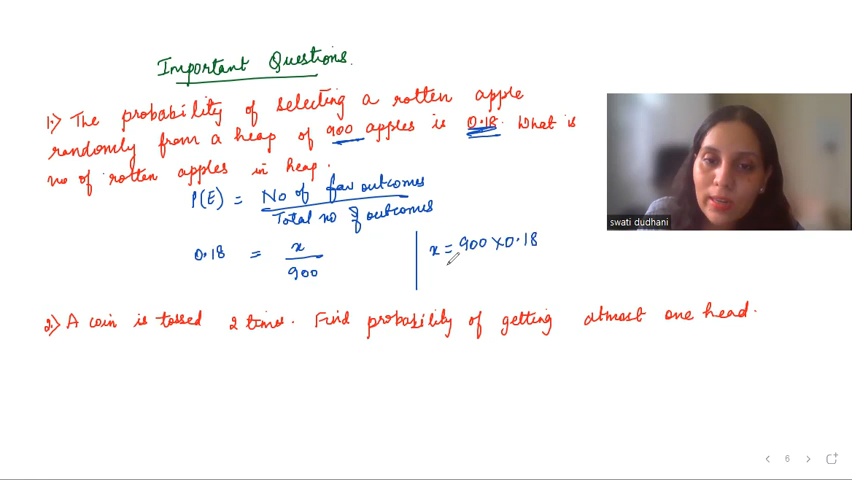 Important Questions.
1.) The probability of selecting a rotten apple
randomly from a heap of 900 apples is 0.18. What is
no of rotten apples in heap.
P(E) = No of fav outcomes
Total no of outcomes
0.18 = x
900
x = 900 X 0.18
swati dudhani
2.) A coin is tossed 2 times. Find probability of getting atmost one head.
6